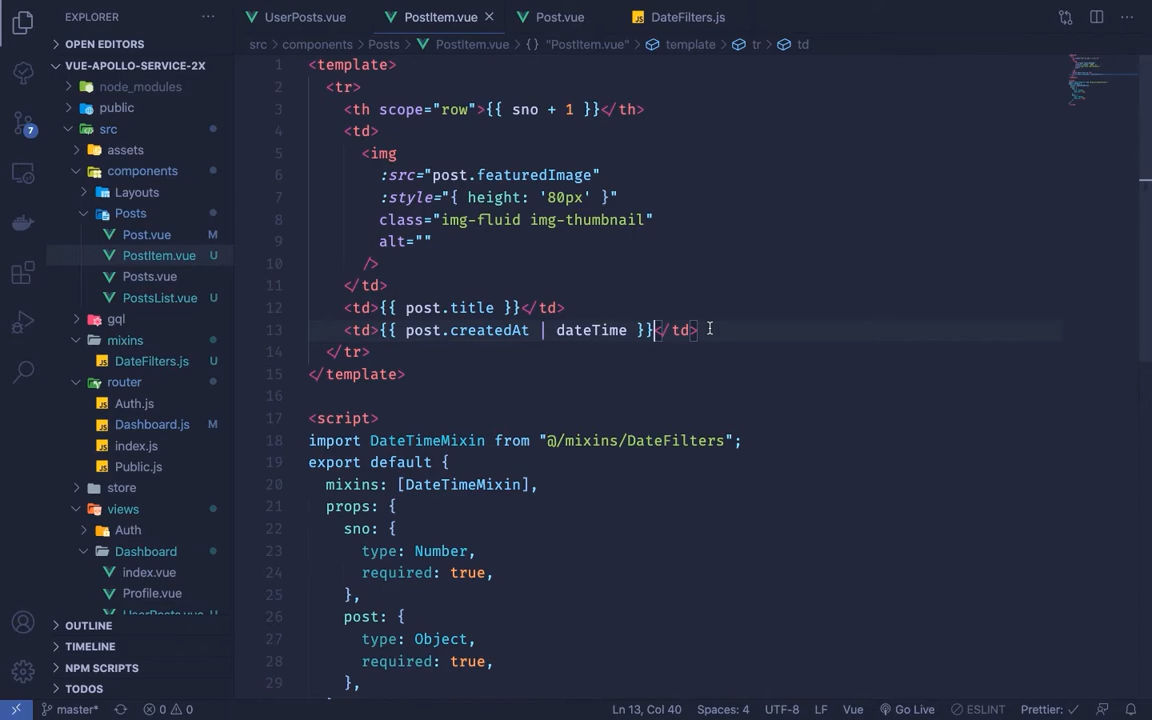 EXPLORER
UserPosts.vue
PostItem.vue
Post.vue
DateFilters.js
src > components > Posts > PostItem.vue > {} "PostItem.vue" > template > tr > td
OPEN EDITORS
VUE-APOLLO-SERVICE-2X
node_modules
public
src
assets
components
Layouts
Posts
Post.vue M
PostItem.vue U
Posts.vue
PostsList.vue U
gql
mixins
DateFilters.js U
router
Auth.js
Dashboard.js M
index.js
Public.js
store
views
Auth
Dashboard
index.vue
Profile.vue
UserPosts.vue U
OUTLINE
TIMELINE
NPM SCRIPTS
TODOS
7
1 <template>
2 <tr>
3 <th scope="row">{{ sno + 1 }}</th>
4 <td>
5 <img
6 :src="post.featuredImage"
7 :style="{ height: '80px' }"
8 class="img-fluid img-thumbnail"
9 alt=""
10 />
11 </td>
12 <td>{{ post.title }}</td>
13 <td>{{ post.createdAt | dateTime }}</td>
14 </tr>
15 </template>
16
17 <script>
18 import DateTimeMixin from "@/mixins/DateFilters";
19 export default {
20 mixins: [DateTimeMixin],
21 props: {
22 sno: {
23 type: Number,
24 required: true,
25 },
26 post: {
27 type: Object,
28 required: true,
29 },
master* 0 0 Ln 13, Col 40 Spaces: 4 UTF-8 LF Vue Go Live ESLINT Prettier: ✓